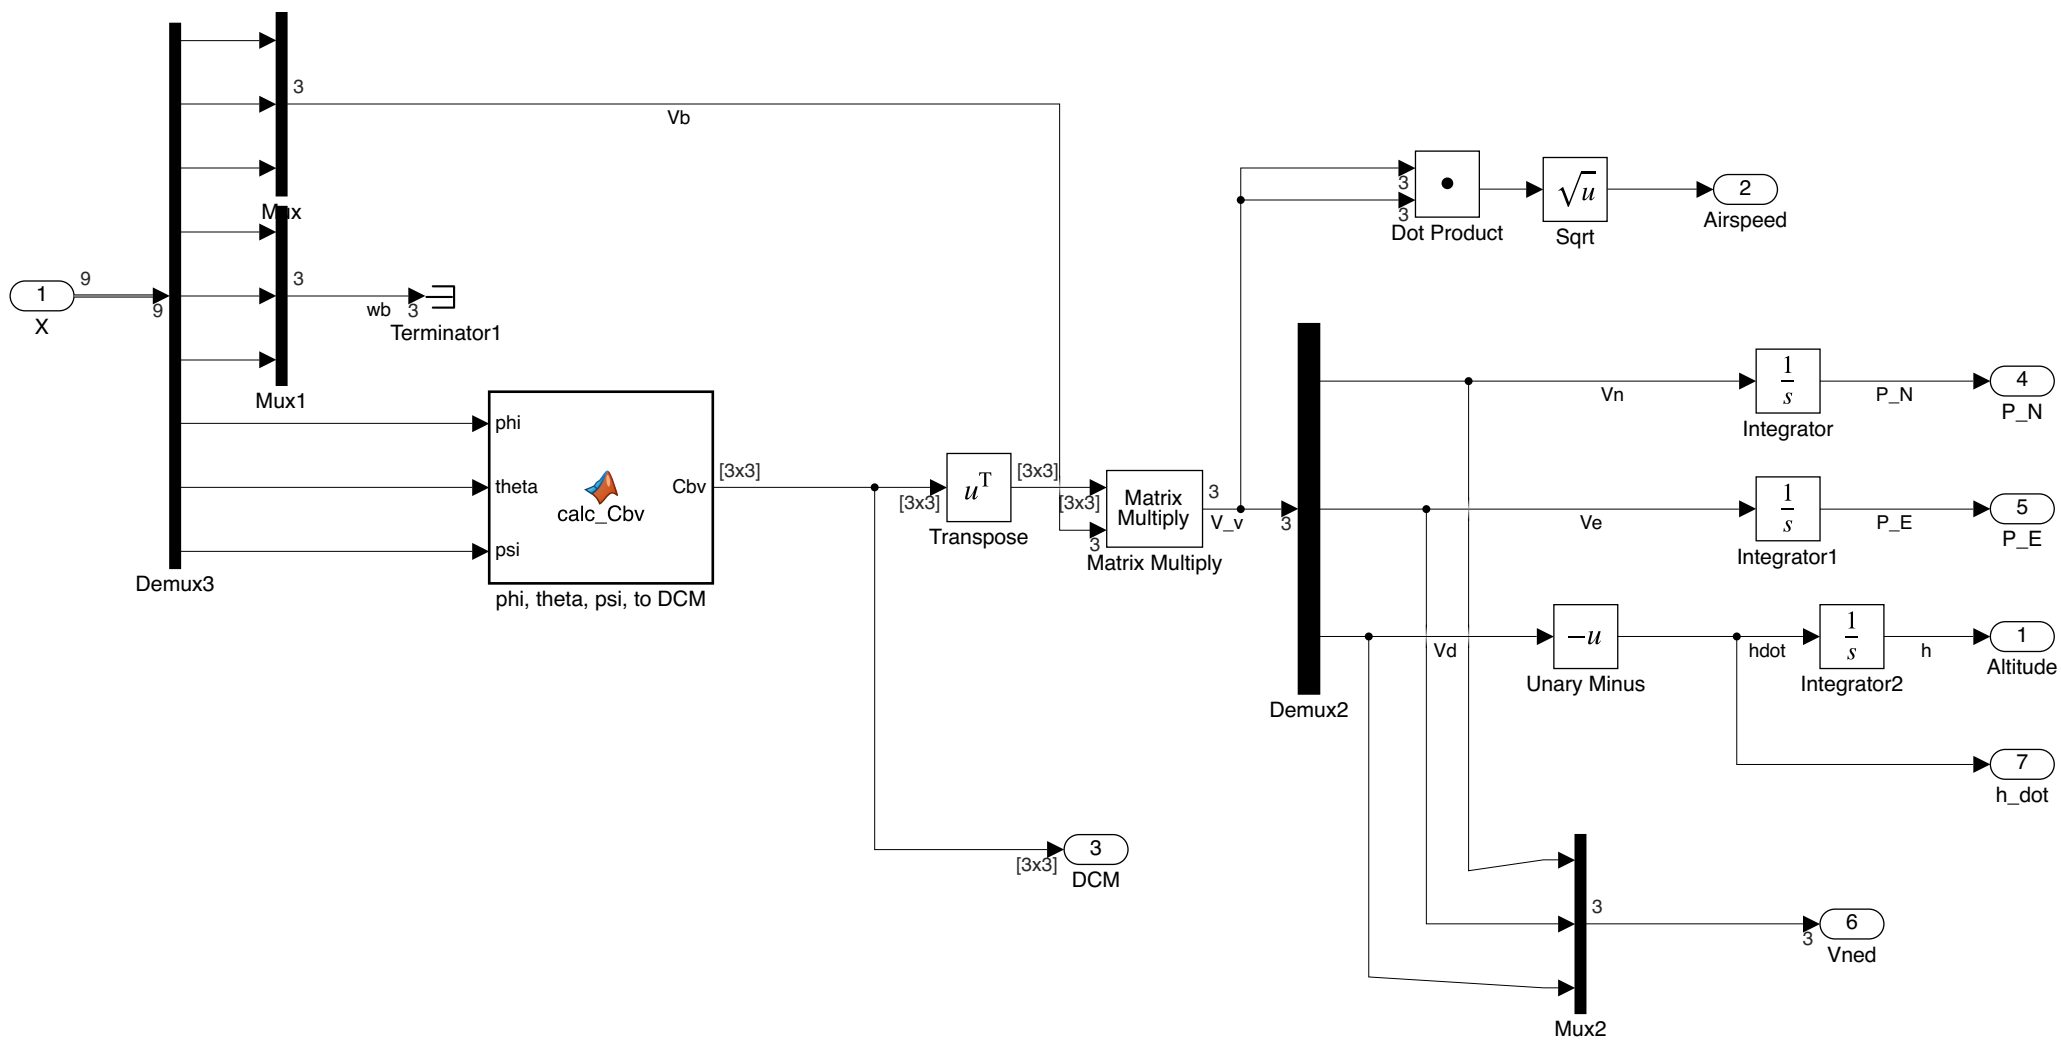 3
Vb
Mux
1
X
9
9
3
wb
3
Terminator1
Mux1
Demux3
phi
theta
psi
calc_Cbv
Cbv
phi, theta, psi, to DCM
[3x3]
[3x3]
u^T
Transpose
[3x3]
[3x3]
3
Matrix
Multiply
Matrix Multiply
3
V_v
3
Demux2
3
3
Dot Product
√u
Sqrt
2
Airspeed
Vn
1
s
Integrator
P_N
4
P_N
Ve
1
s
Integrator1
P_E
5
P_E
Vd
−u
Unary Minus
hdot
1
s
Integrator2
h
1
Altitude
7
h_dot
[3x3]
3
DCM
Mux2
3
3
6
Vned